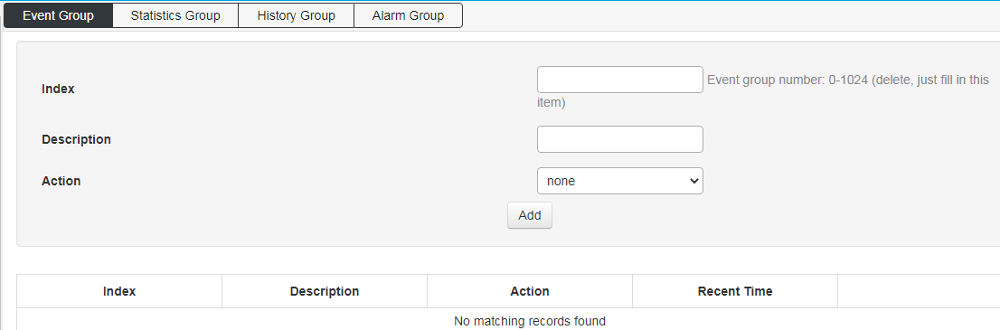 Event Group Statistics Group History Group Alarm Group
Index Event group number: 0-1024 (delete, just fill in this
item)
Description
Action none
Add
Index Description Action Recent Time
No matching records found